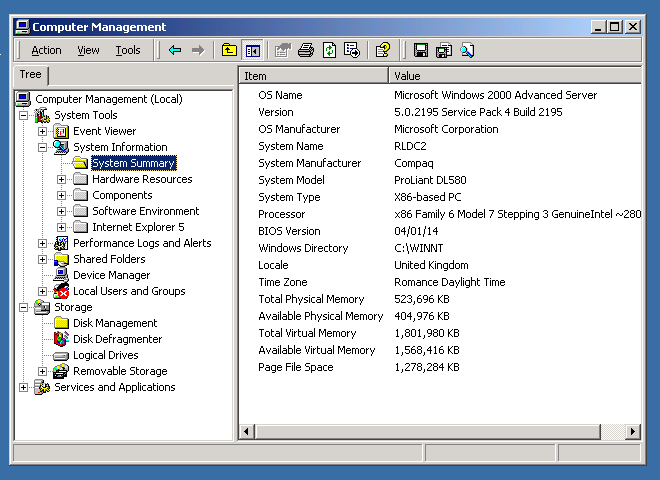 Computer Management
Action View Tools
Tree
Computer Management (Local)
System Tools
Event Viewer
System Information
System Summary
Hardware Resources
Components
Software Environment
Internet Explorer 5
Performance Logs and Alerts
Shared Folders
Device Manager
Local Users and Groups
Storage
Disk Management
Disk Defragmenter
Logical Drives
Removable Storage
Services and Applications
Item Value
OS Name Microsoft Windows 2000 Advanced Server
Version 5.0.2195 Service Pack 4 Build 2195
OS Manufacturer Microsoft Corporation
System Name RLDC2
System Manufacturer Compaq
System Model ProLiant DL580
System Type X86-based PC
Processor x86 Family 6 Model 7 Stepping 3 GenuineIntel ~280
BIOS Version 04/01/14
Windows Directory C:\WINNT
Locale United Kingdom
Time Zone Romance Daylight Time
Total Physical Memory 523,696 KB
Available Physical Memory 404,976 KB
Total Virtual Memory 1,801,980 KB
Available Virtual Memory 1,568,416 KB
Page File Space 1,278,284 KB